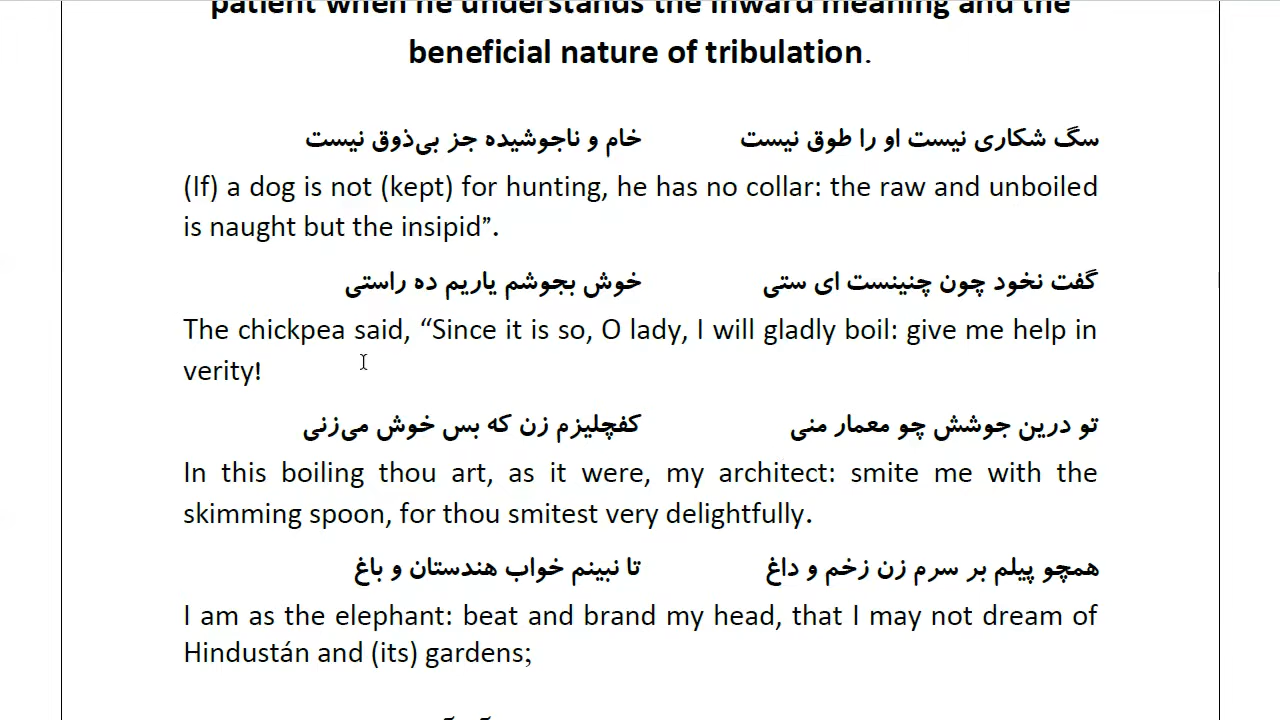 patient when he understands the inward meaning and the
beneficial nature of tribulation.
سگ شکاری نیست او را طوق نیست خام و ناجوشیده جز بی‌ذوق نیست
(If) a dog is not (kept) for hunting, he has no collar: the raw and unboiled
is naught but the insipid”.
گفت نخود چون چنینست ای ستی خوش بجوشم یاریم ده راستی
The chickpea said, “Since it is so, O lady, I will gladly boil: give me help in
verity!
تو درین جوشش چو معمار منی کفچلیزم زن که بس خوش می‌زنی
In this boiling thou art, as it were, my architect: smite me with the
skimming spoon, for thou smitest very delightfully.
همچو پیلم بر سرم زن زخم و داغ تا نبینم خواب هندستان و باغ
I am as the elephant: beat and brand my head, that I may not dream of
Hindustán and (its) gardens;